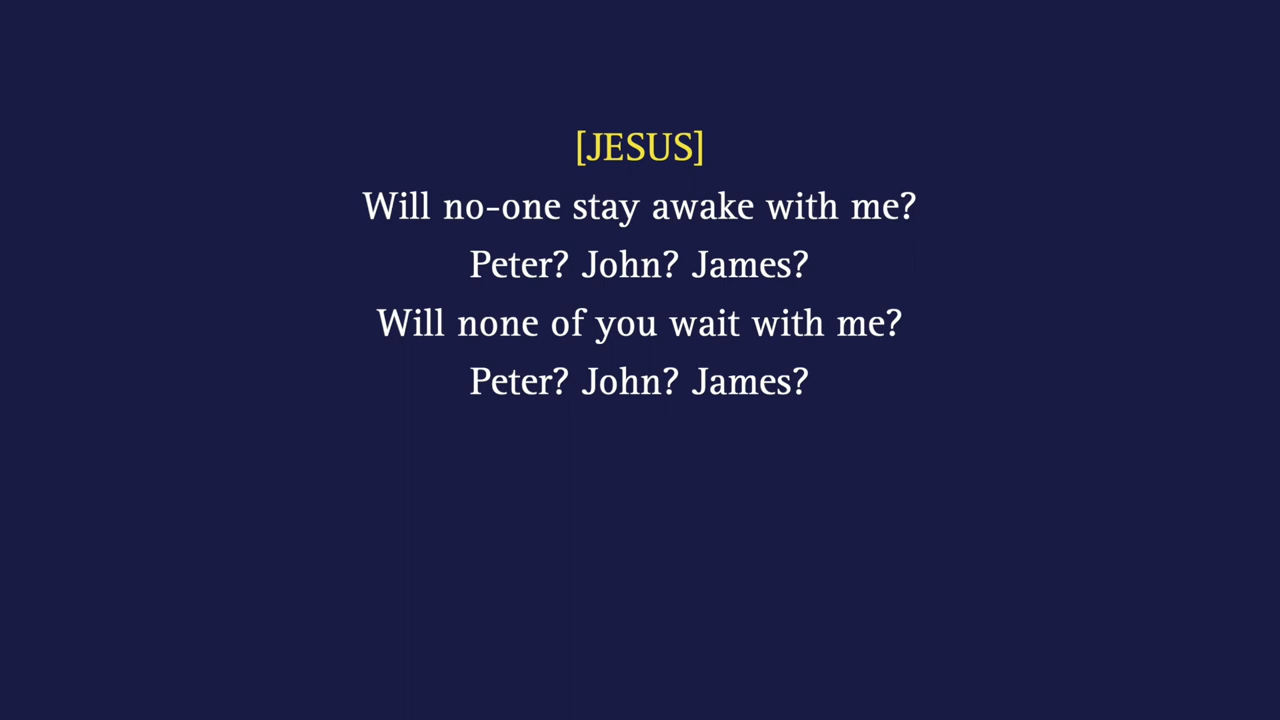 [JESUS]
Will no-one stay awake with me?
Peter? John? James?
Will none of you wait with me?
Peter? John? James?